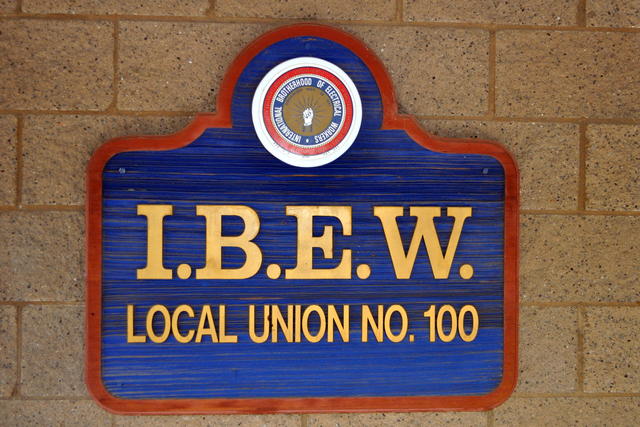 INTERNATIONAL BROTHERHOOD OF ELECTRICAL WORKERS
I.B.E.W.
LOCAL UNION NO. 100